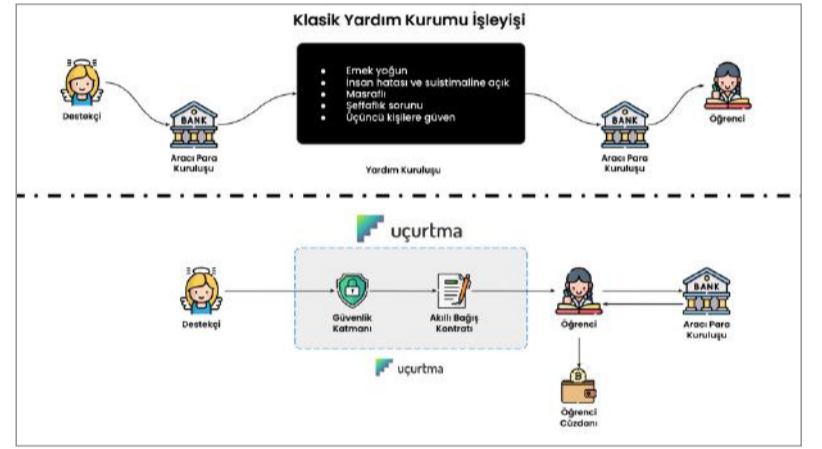 Klasik Yardım Kurumu İşleyişi
Destekçi
BANK
Aracı Para
Kuruluşu
Emek yoğun
İnsan hatası ve suistimaline açık
Masraflı
Şeffaflık sorunu
Üçüncü kişilere güven
Yardım Kuruluşu
BANK
Aracı Para
Kuruluşu
Öğrenci
uçurtma
Destekçi
Güvenlik
Katmanı
Akıllı Bağış
Kontratı
Öğrenci
BANK
Aracı Para
Kuruluşu
uçurtma
B
Öğrenci
Cüzdanı